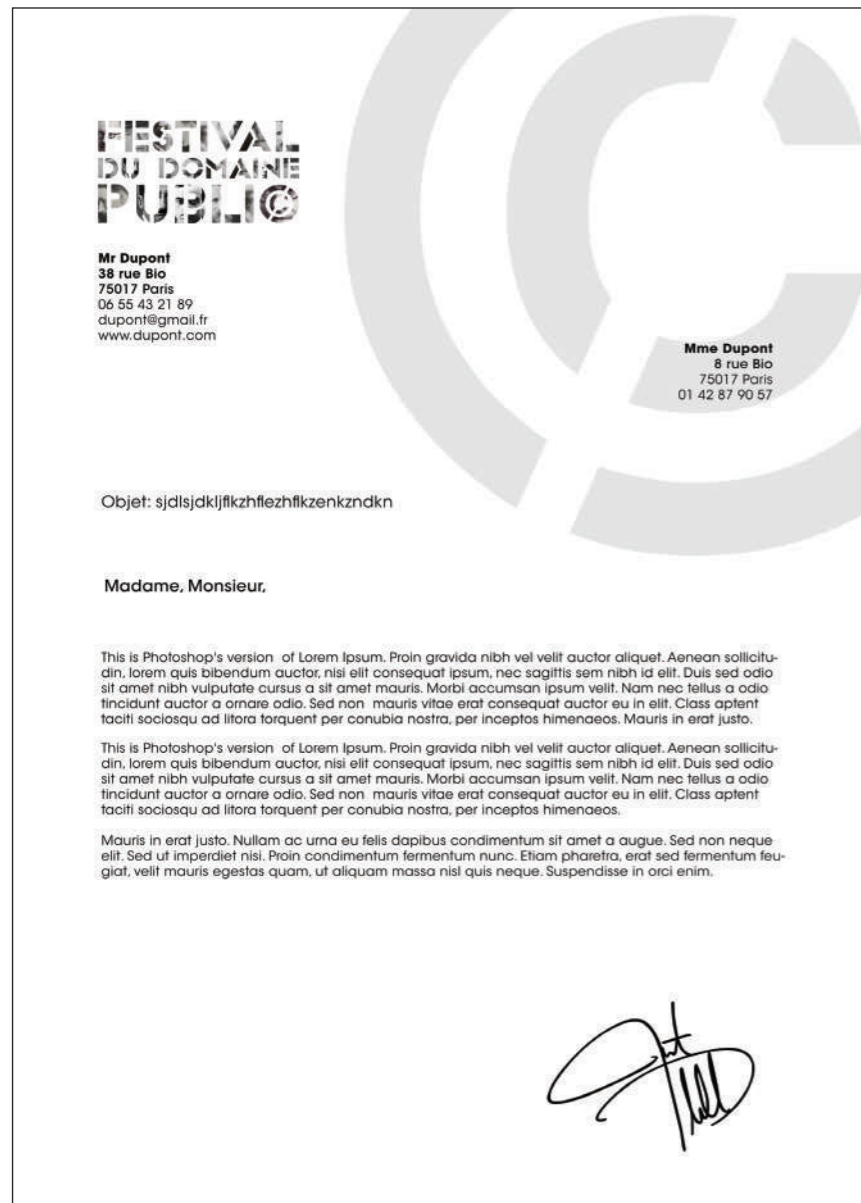 FESTIVAL
DU DOMAINE
PUBLIC
Mr Dupont
38 rue Bio
75017 Paris
06 55 43 21 89
dupont@gmail.fr
www.dupont.com
Mme Dupont
8 rue Bio
75017 Paris
01 42 87 90 57
Objet: sjdlsjdkljflkzhflezhflkzenkzndkn
Madame, Monsieur,
This is Photoshop's version  of Lorem Ipsum. Proin gravida nibh vel velit auctor aliquet. Aenean sollicitu-
din, lorem quis bibendum auctor, nisi elit consequat ipsum, nec sagittis sem nibh id elit. Duis sed odio
sit amet nibh vulputate cursus a sit amet mauris. Morbi accumsan ipsum velit. Nam nec tellus a odio
tincidunt auctor a ornare odio. Sed non  mauris vitae erat consequat auctor eu in elit. Class aptent
taciti sociosqu ad litora torquent per conubia nostra, per inceptos himenaeos. Mauris in erat justo.
This is Photoshop's version  of Lorem Ipsum. Proin gravida nibh vel velit auctor aliquet. Aenean sollicitu-
din, lorem quis bibendum auctor, nisi elit consequat ipsum, nec sagittis sem nibh id elit. Duis sed odio
sit amet nibh vulputate cursus a sit amet mauris. Morbi accumsan ipsum velit. Nam nec tellus a odio
tincidunt auctor a ornare odio. Sed non  mauris vitae erat consequat auctor eu in elit. Class aptent
taciti sociosqu ad litora torquent per conubia nostra, per inceptos himenaeos.
Mauris in erat justo. Nullam ac urna eu felis dapibus condimentum sit amet a augue. Sed non neque
elit. Sed ut imperdiet nisi. Proin condimentum fermentum nunc. Etiam pharetra, erat sed fermentum feu-
giat, velit mauris egestas quam, ut aliquam massa nisl quis neque. Suspendisse in orci enim.